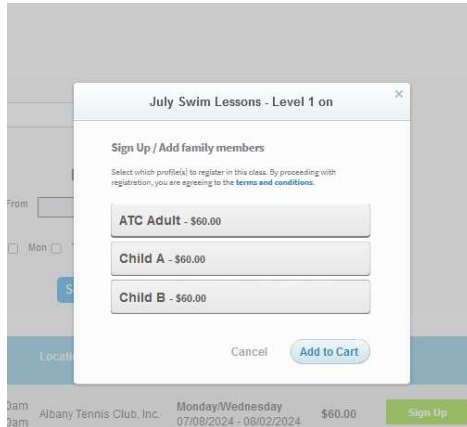 July Swim Lessons - Level 1 on
×
Sign Up / Add family members
Select which profile(s) to register in this class. By proceeding with
registration, you are agreeing to the terms and conditions.
From
ATC Adult - $60.00
Mon
Child A - $60.00
Child B - $60.00
Cancel Add to Cart
Monday/Wednesday
Albany Tennis Club, Inc. $60.00 Sign Up
07/08/2024 - 08/02/2024